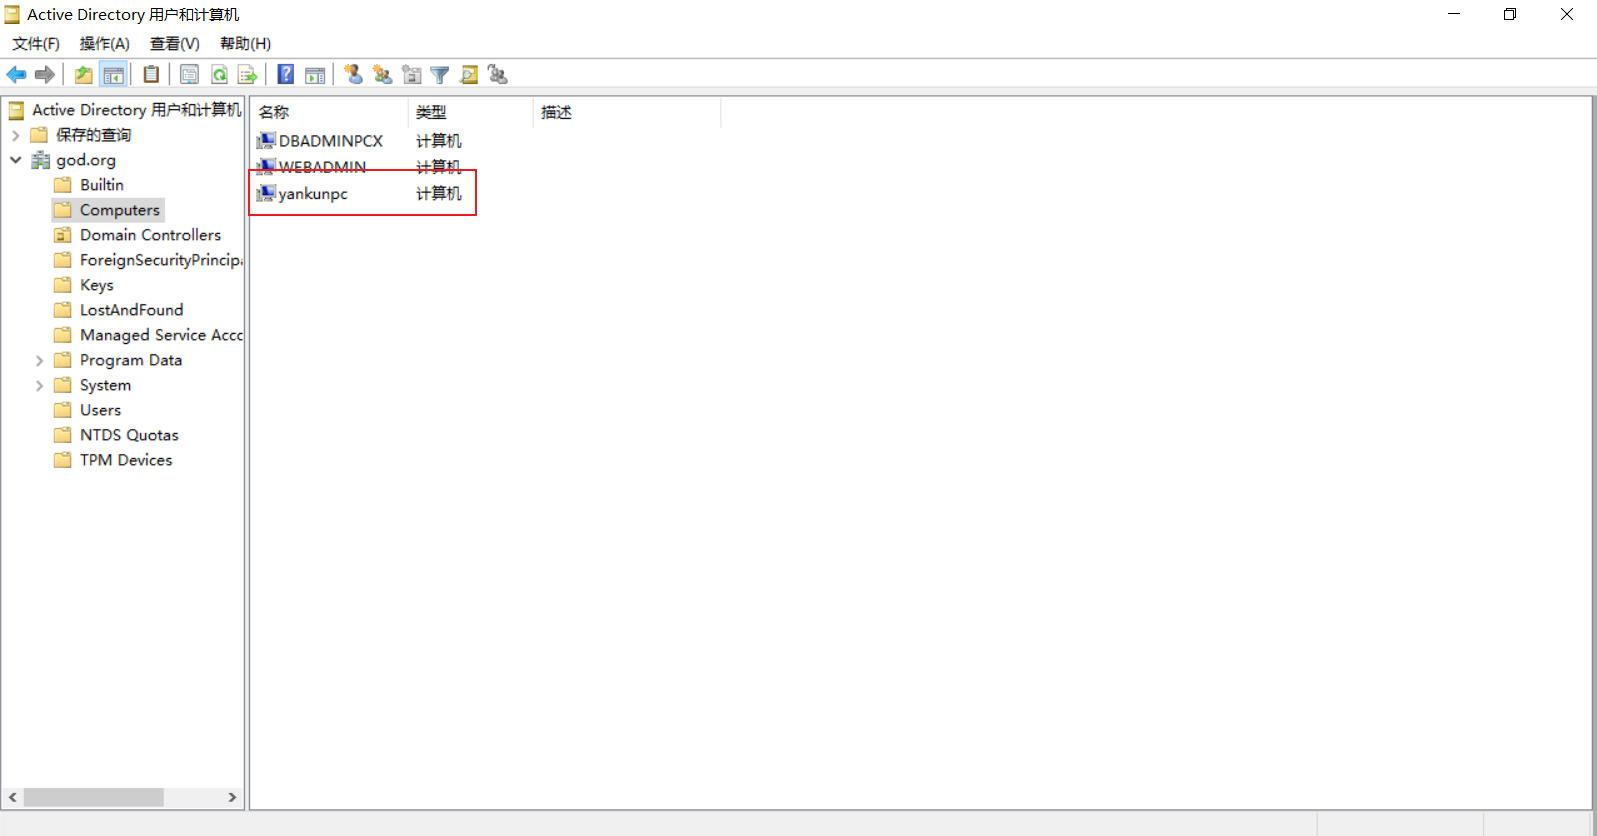 Active Directory 用户和计算机
文件(F) 操作(A) 查看(V) 帮助(H)
Active Directory 用户和计算机
保存的查询
god.org
Builtin
Computers
Domain Controllers
ForeignSecurityPrincipa
Keys
LostAndFound
Managed Service Acco
Program Data
System
Users
NTDS Quotas
TPM Devices
名称 类型 描述
DBADMINPCX 计算机
WEBADMIN 计算机
yankunpc 计算机